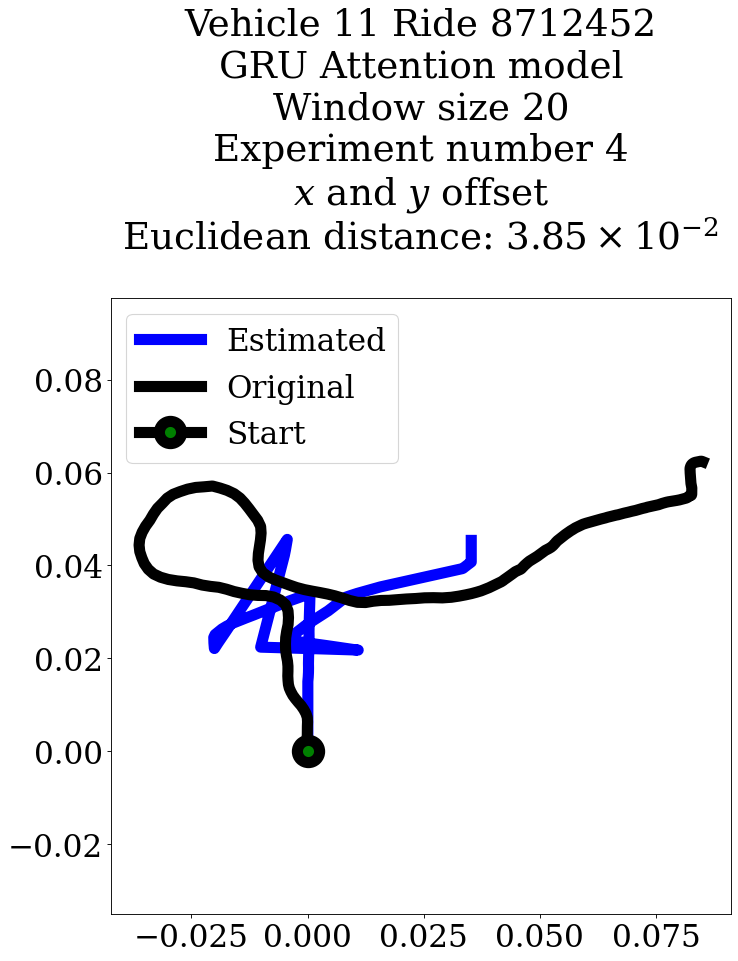 Vehicle 11 Ride 8712452
GRU Attention model
Window size 20
Experiment number 4
x and y offset
Euclidean distance: 3.85 × 10⁻²
Estimated
Original
Start
0.08
0.06
0.04
0.02
0.00
−0.02
−0.025 0.000 0.025 0.050 0.075